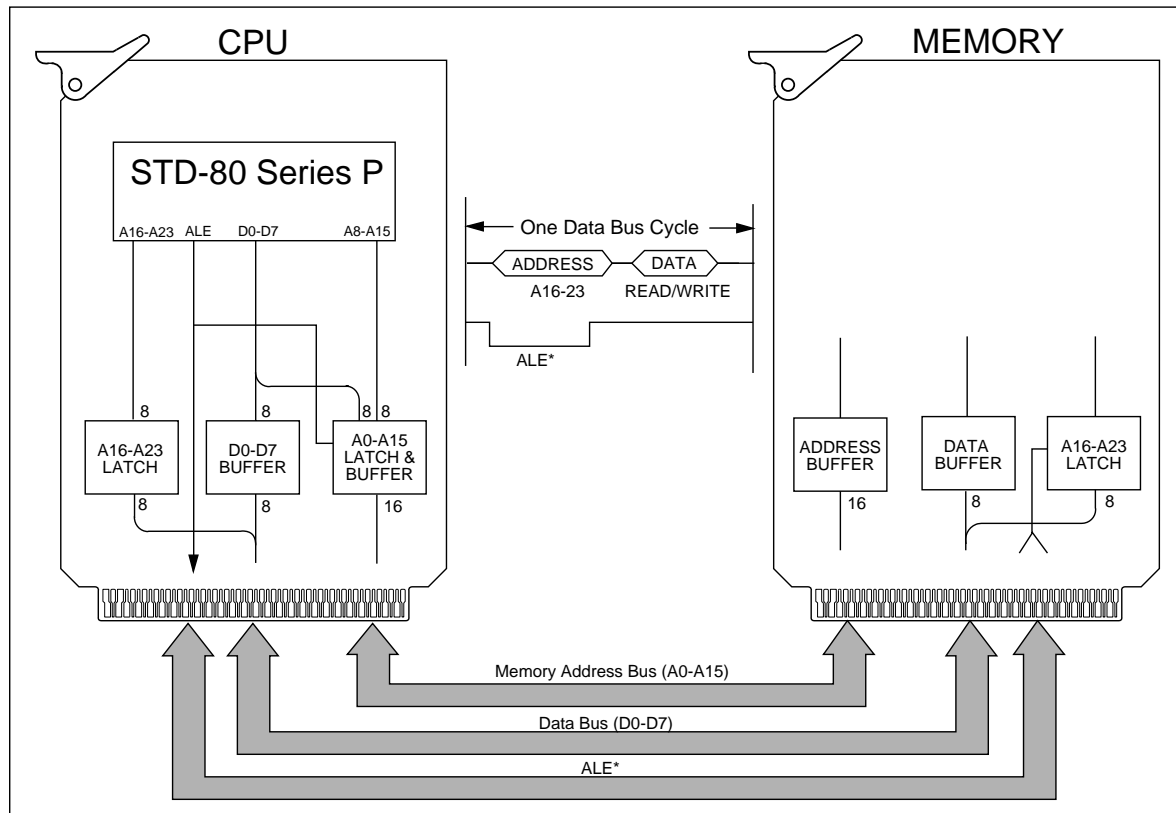 CPU
MEMORY
STD-80 Series P
A16-A23 ALE D0-D7 A8-A15
One Data Bus Cycle
ADDRESS DATA
A16-23 READ/WRITE
ALE*
8 8 8 8
A16-A23
LATCH
D0-D7
BUFFER
A0-A15
LATCH &
BUFFER
8 8 16
ADDRESS
BUFFER
DATA
BUFFER
A16-A23
LATCH
16 8 8
Memory Address Bus (A0-A15)
Data Bus (D0-D7)
ALE*